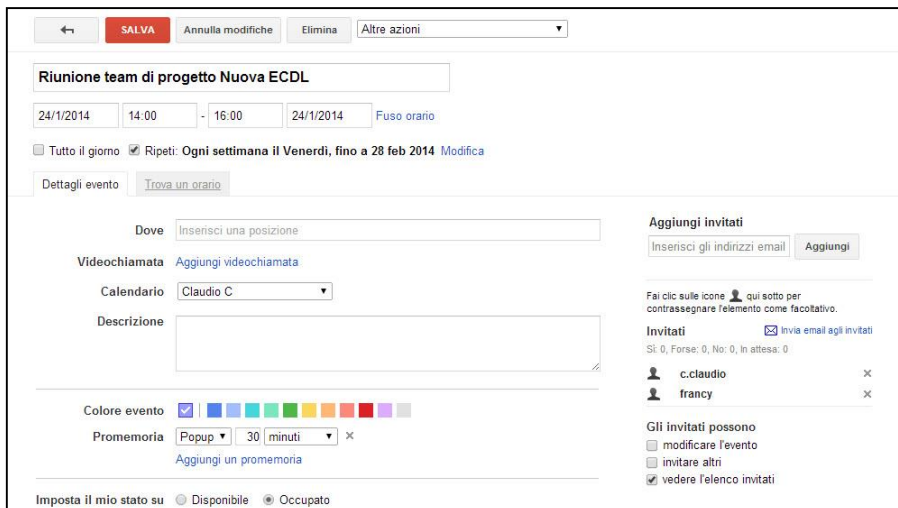 SALVA Annulla modifiche Elimina Altre azioni
Riunione team di progetto Nuova ECDL
24/1/2014 14:00 - 16:00 24/1/2014 Fuso orario
Tutto il giorno Ripeti: Ogni settimana il Venerdì, fino a 28 feb 2014 Modifica
Dettagli evento Trova un orario
Dove Inserisci una posizione
Videochiamata Aggiungi videochiamata
Calendario Claudio C
Descrizione
Colore evento
Promemoria Popup 30 minuti
Aggiungi un promemoria
Imposta il mio stato su Disponibile Occupato
Aggiungi invitati
Inserisci gli indirizzi email Aggiungi
Fai clic sulle icone qui sotto per
contrassegnare l'elemento come facoltativo.
Invitati Invia email agli invitati
Sì: 0, Forse: 0, No: 0, In attesa: 0
c.claudio
francy
Gli invitati possono
modificare l'evento
invitare altri
vedere l'elenco invitati